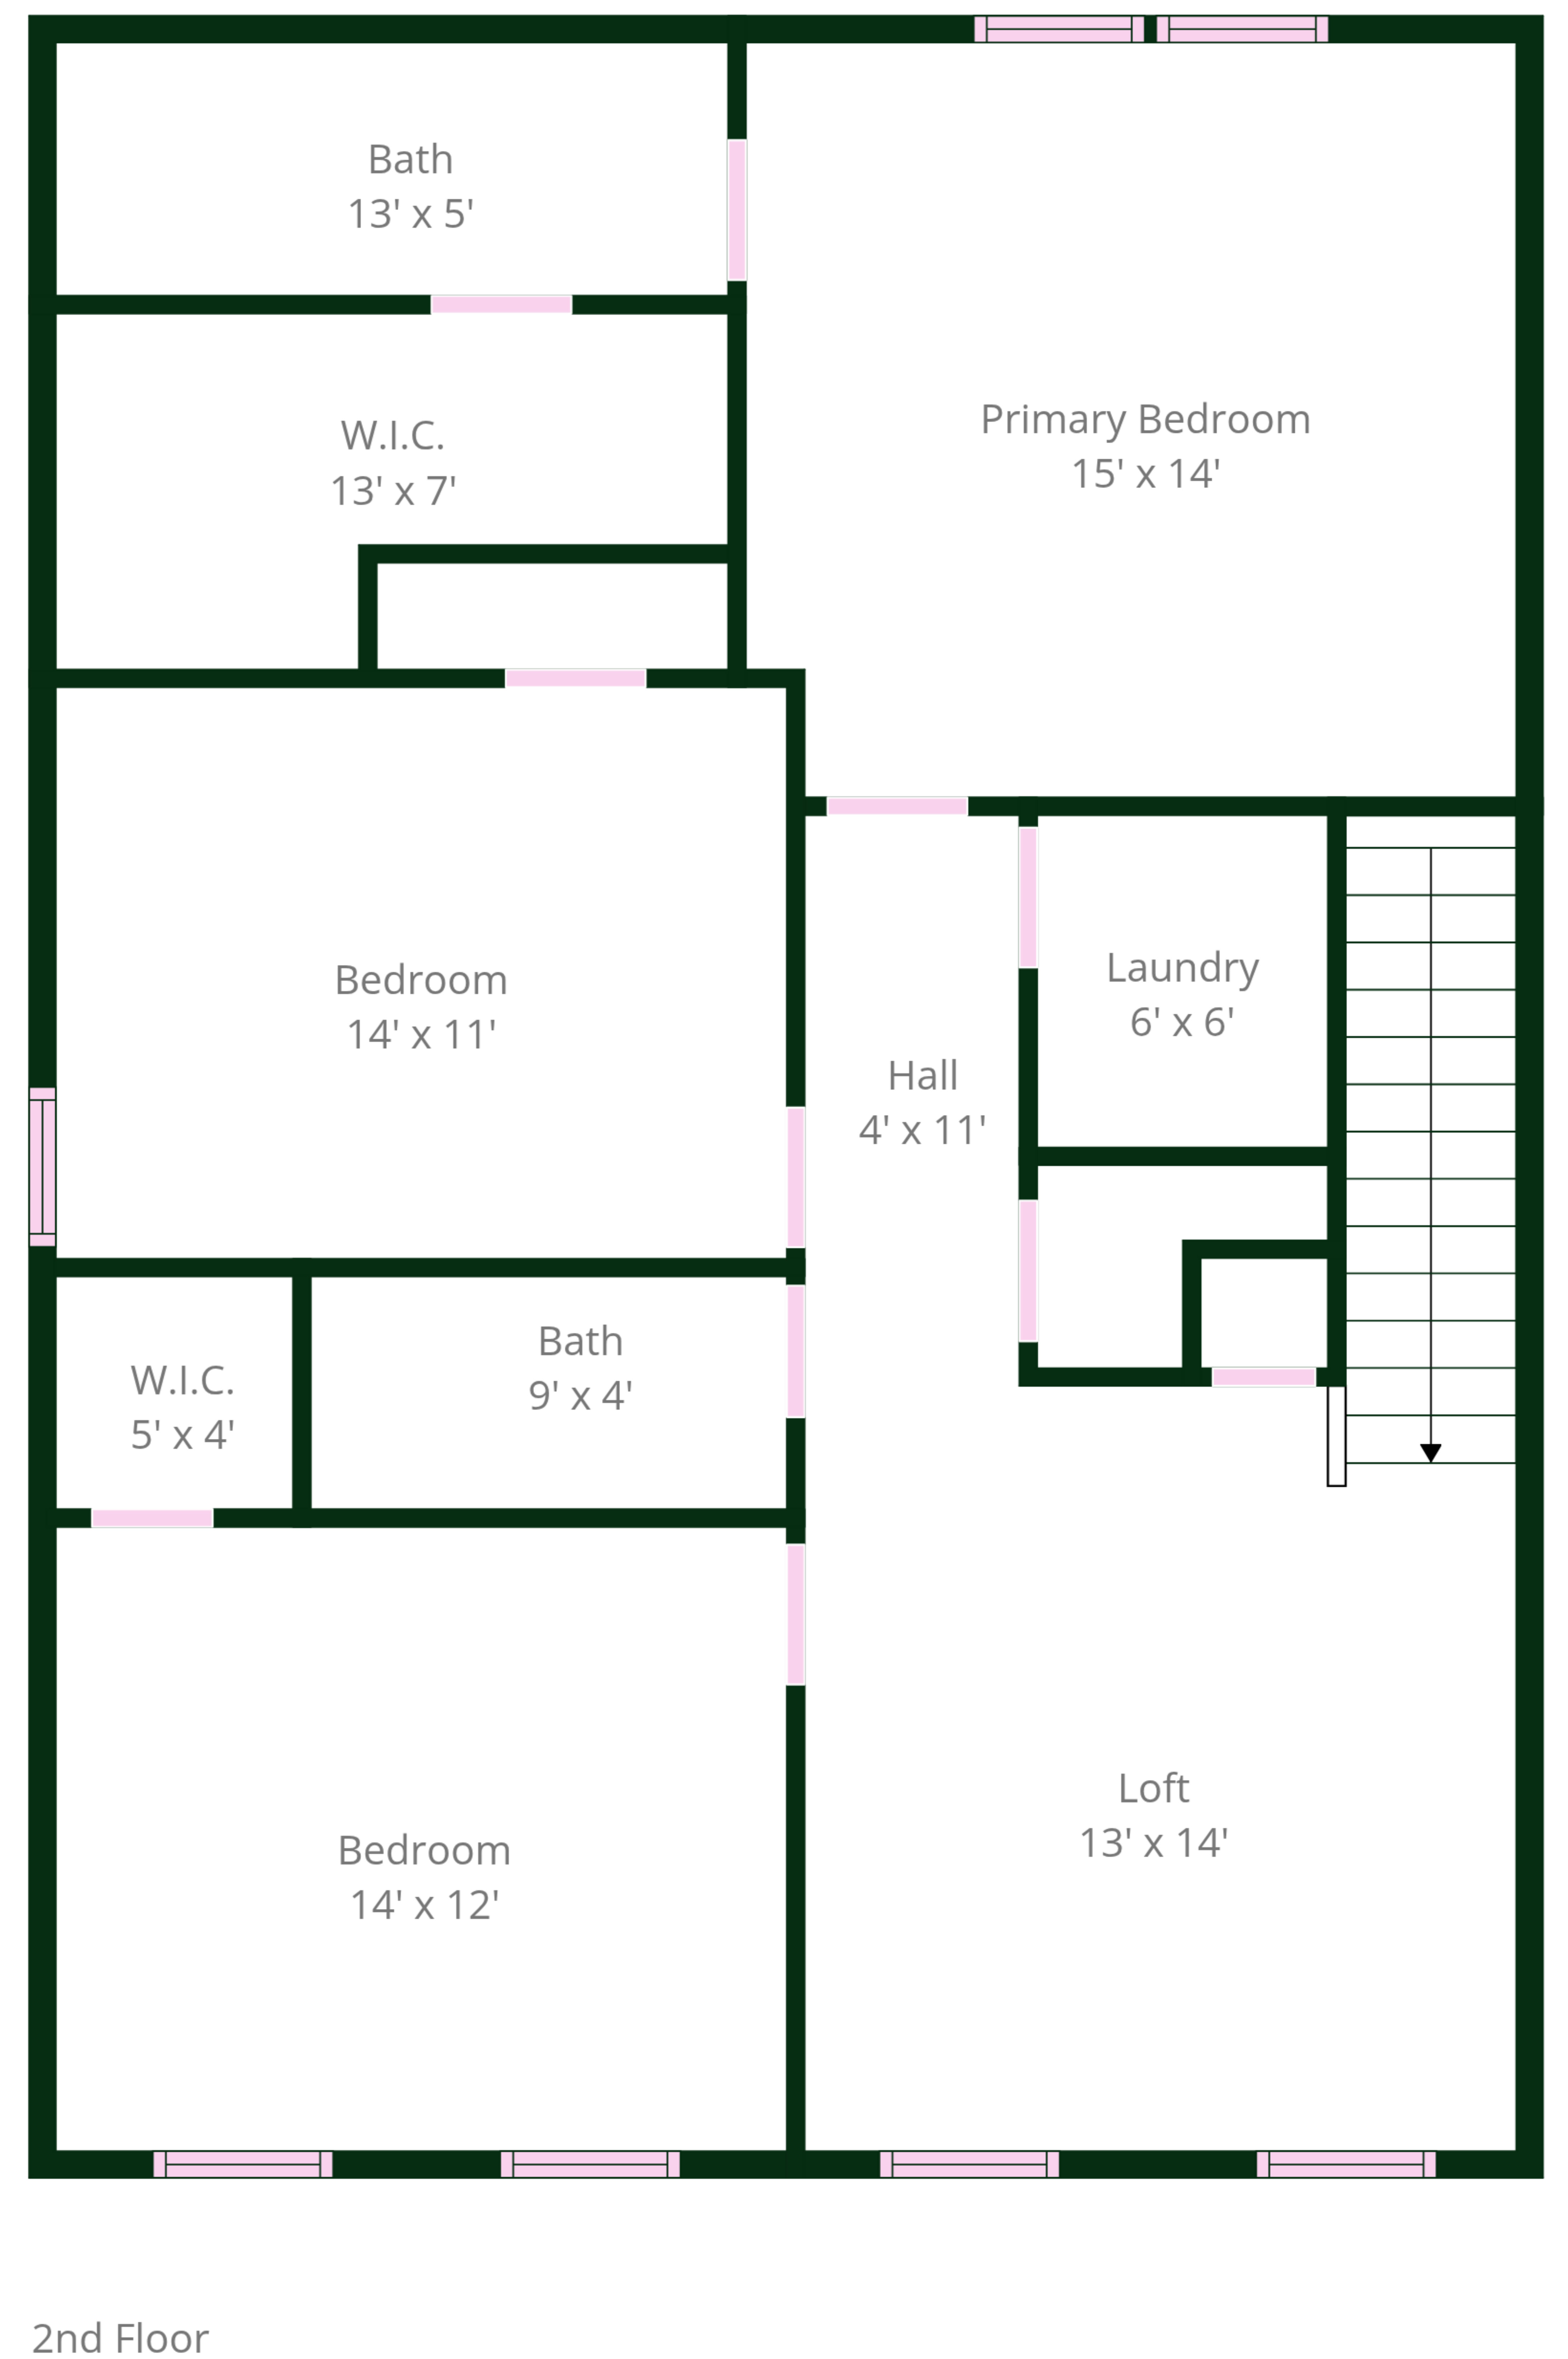 Bath
13' x 5'
W.I.C.
13' x 7'
Primary Bedroom
15' x 14'
Bedroom
14' x 11'
Laundry
6' x 6'
Hall
4' x 11'
Bath
9' x 4'
W.I.C.
5' x 4'
Loft
13' x 14'
Bedroom
14' x 12'
2nd Floor